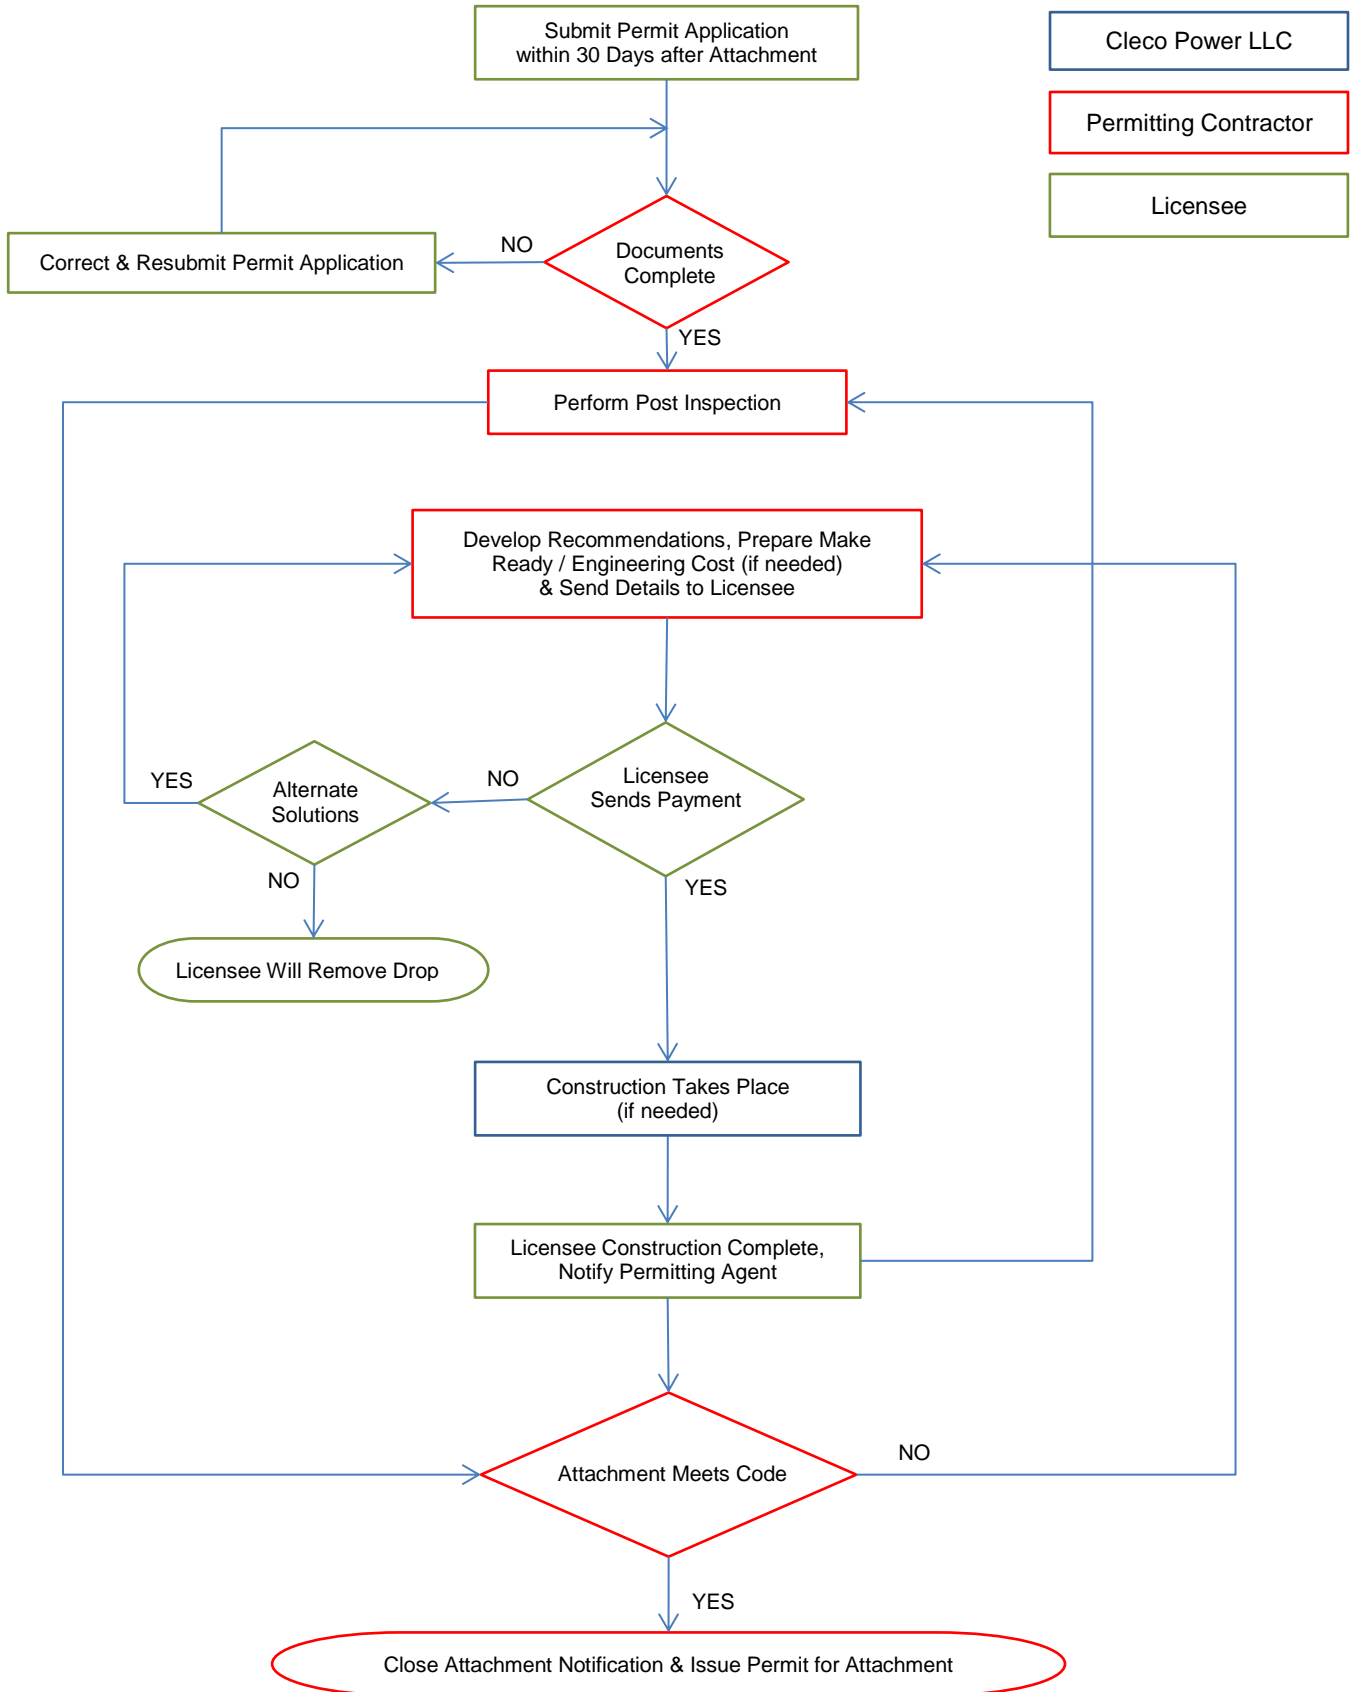 Submit Permit Application
within 30 Days after Attachment
Cleco Power LLC
Permitting Contractor
Licensee
Correct & Resubmit Permit Application
NO
Documents
Complete
YES
Perform Post Inspection
Develop Recommendations, Prepare Make
Ready / Engineering Cost (if needed)
& Send Details to Licensee
YES
Alternate
Solutions
NO
Licensee
Sends Payment
NO
YES
Licensee Will Remove Drop
Construction Takes Place
(if needed)
Licensee Construction Complete,
Notify Permitting Agent
Attachment Meets Code
NO
YES
Close Attachment Notification & Issue Permit for Attachment